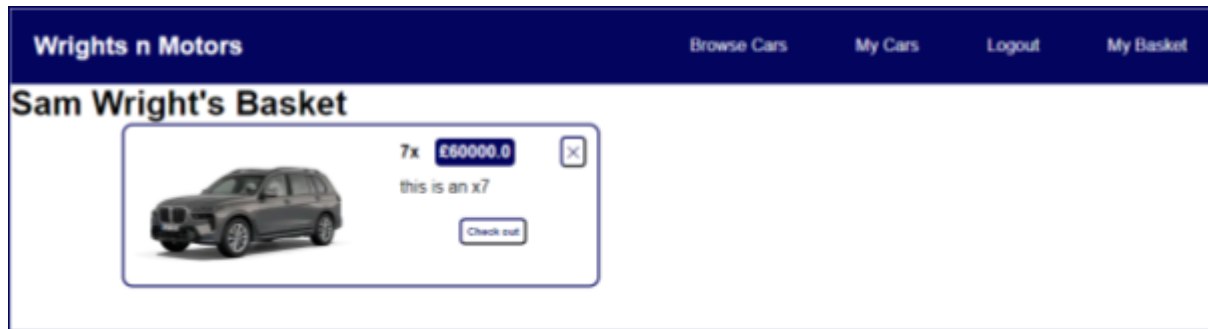 Wrights n Motors Browse Cars My Cars Logout My Basket
Sam Wright's Basket
7x £60000.0
this is an x7
Check out